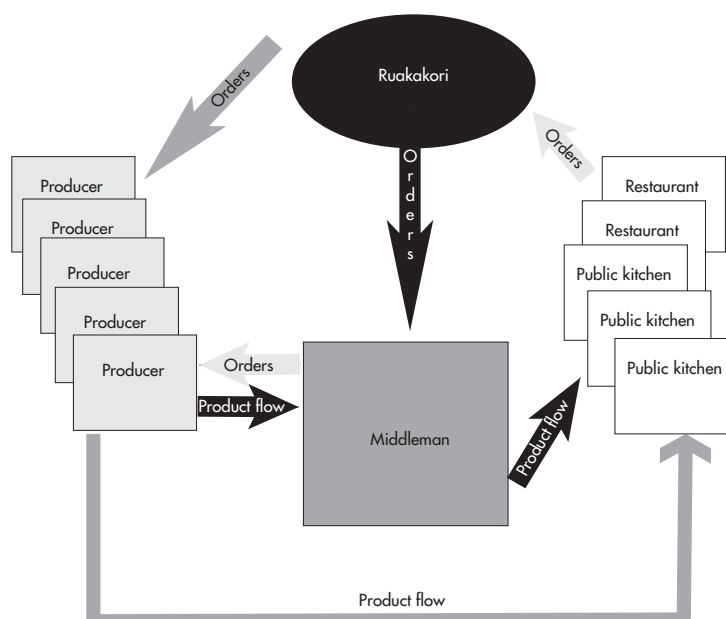 Ruakakori
Orders
Orders
Orders
Producer
Producer
Producer
Producer
Producer
Restaurant
Restaurant
Public kitchen
Public kitchen
Public kitchen
Orders
Product flow
Middleman
Product flow
Product flow